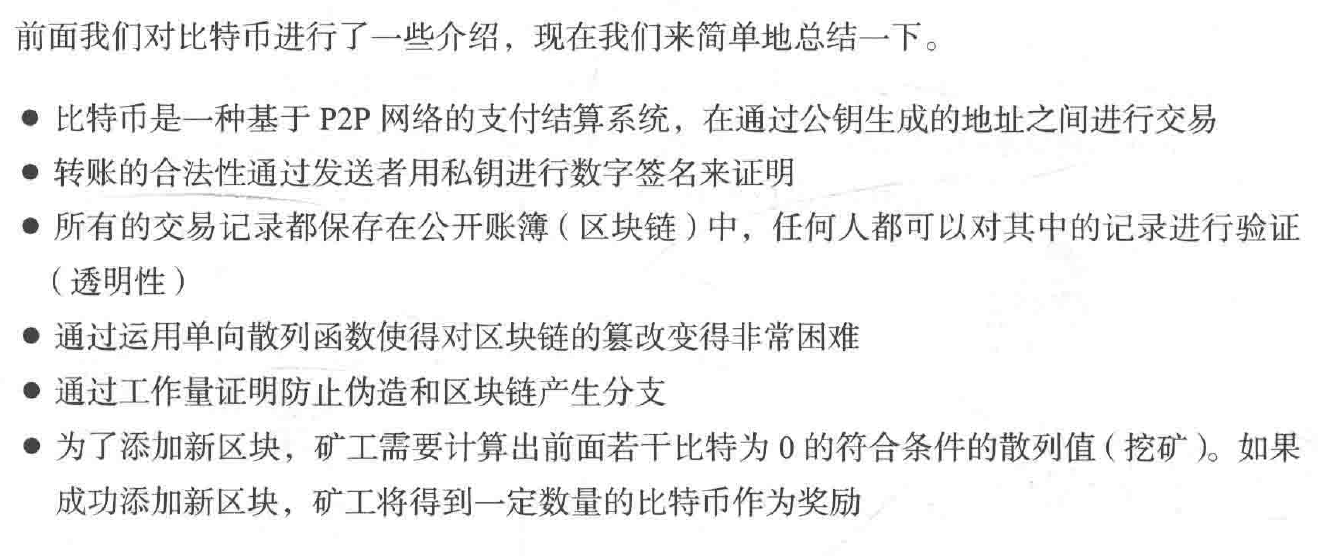 前面我们对比特币进行了一些介绍，现在我们来简单地总结一下。
● 比特币是一种基于 P2P 网络的支付结算系统，在通过公钥生成的地址之间进行交易
● 转账的合法性通过发送者用私钥进行数字签名来证明
● 所有的交易记录都保存在公开账簿（区块链）中，任何人都可以对其中的记录进行验证
（透明性）
● 通过运用单向散列函数使得对区块链的篡改变得非常困难
● 通过工作量证明防止伪造和区块链产生分支
● 为了添加新区块，矿工需要计算出前面若干比特为 0 的符合条件的散列值（挖矿）。如果
成功添加新区块，矿工将得到一定数量的比特币作为奖励